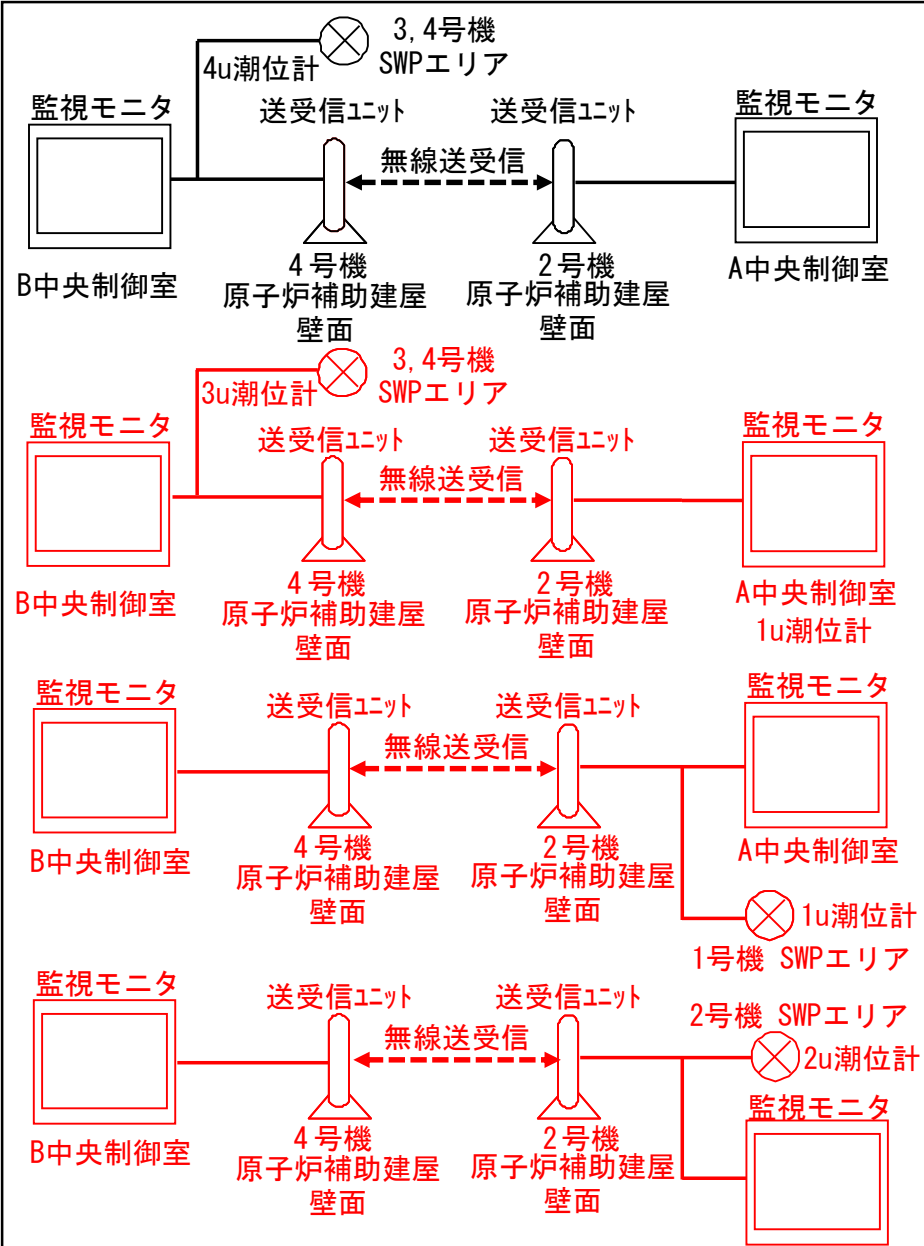 3,4号機
SWPエリア
4u潮位計
監視モニタ
送受信ユニット
送受信ユニット
監視モニタ
無線送受信
B中央制御室
4号機
原子炉補助建屋
壁面
2号機
原子炉補助建屋
壁面
A中央制御室
3,4号機
SWPエリア
3u潮位計
監視モニタ
送受信ユニット
送受信ユニット
監視モニタ
無線送受信
B中央制御室
4号機
原子炉補助建屋
壁面
2号機
原子炉補助建屋
壁面
A中央制御室
1u潮位計
監視モニタ
送受信ユニット
送受信ユニット
監視モニタ
無線送受信
B中央制御室
4号機
原子炉補助建屋
壁面
2号機
原子炉補助建屋
壁面
A中央制御室
1u潮位計
1号機 SWPエリア
監視モニタ
送受信ユニット
送受信ユニット
2号機 SWPエリア
無線送受信
2u潮位計
監視モニタ
B中央制御室
4号機
原子炉補助建屋
壁面
2号機
原子炉補助建屋
壁面